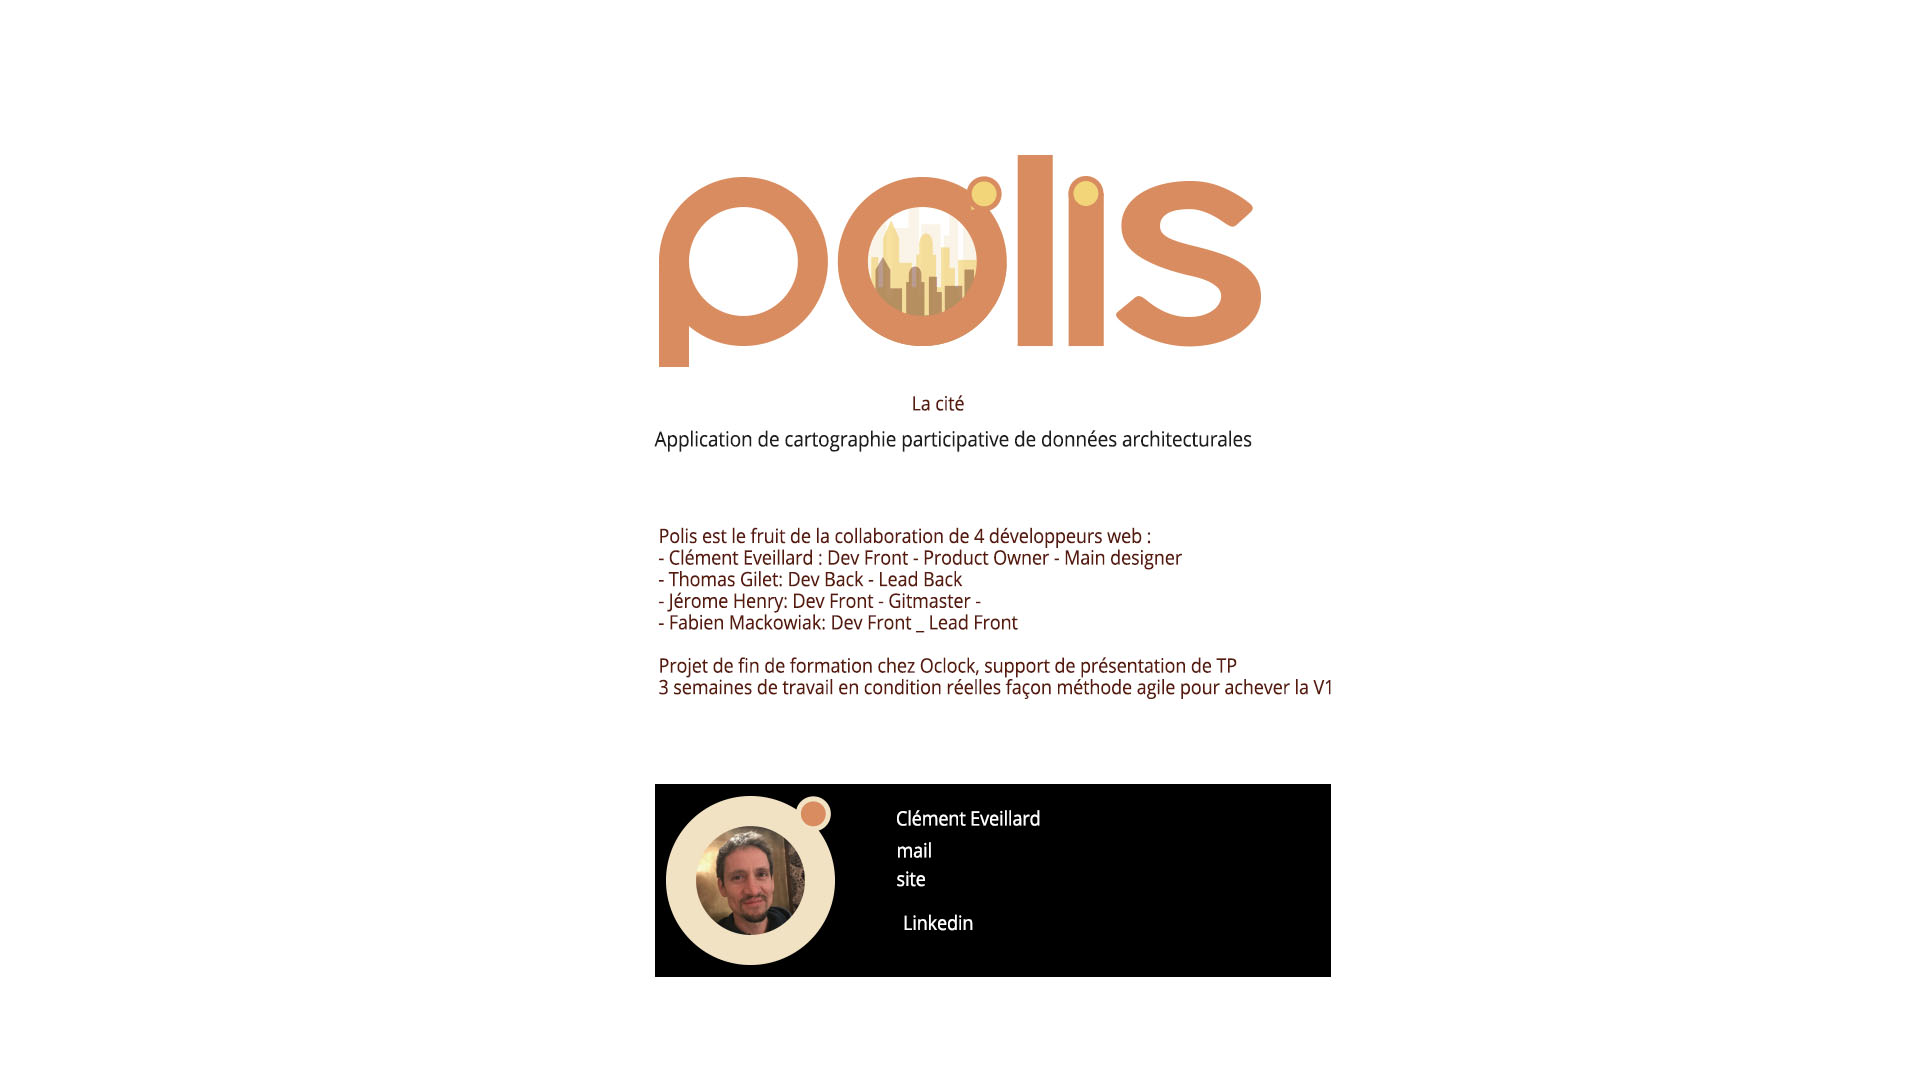 polis
La cité
Application de cartographie participative de données architecturales
Polis est le fruit de la collaboration de 4 développeurs web :
- Clément Eveillard : Dev Front - Product Owner - Main designer
- Thomas Gilet: Dev Back - Lead Back
- Jérome Henry: Dev Front - Gitmaster -
- Fabien Mackowiak: Dev Front _ Lead Front
Projet de fin de formation chez Oclock, support de présentation de TP
3 semaines de travail en condition réelles façon méthode agile pour achever la V1
Clément Eveillard
mail
site
Linkedin